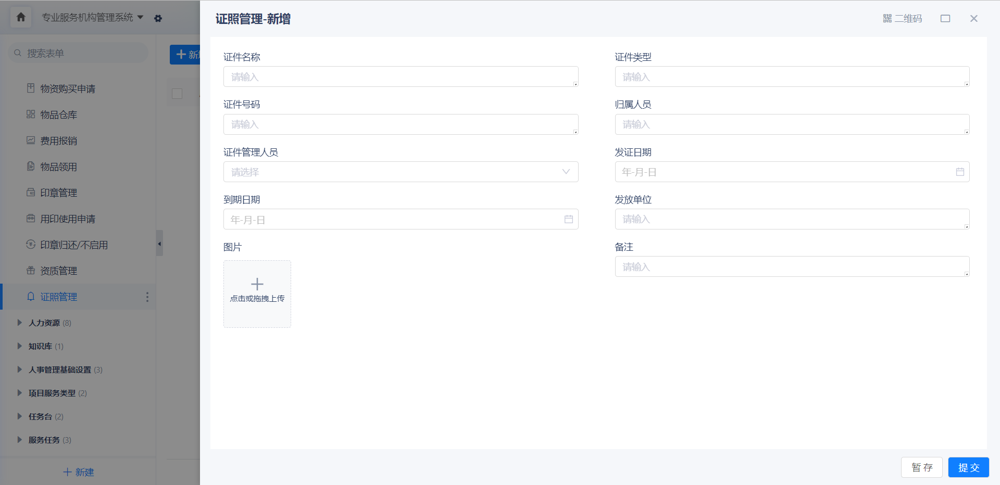 专业服务机构管理系统
搜索表单
物资购买申请
物品仓库
费用报销
物品领用
印章管理
用印使用申请
印章归还/不启用
资质管理
证照管理
人力资源 (8)
知识库 (1)
人事管理基础设置 (3)
项目服务类型 (2)
任务台 (2)
服务任务 (3)
新建
新
证照管理-新增
二维码
证件名称
请输入
证件类型
请输入
证件号码
请输入
归属人员
请输入
证件管理人员
请选择
发证日期
年-月-日
到期日期
年-月-日
发放单位
请输入
图片
点击或拖拽上传
备注
请输入
暂存
提交